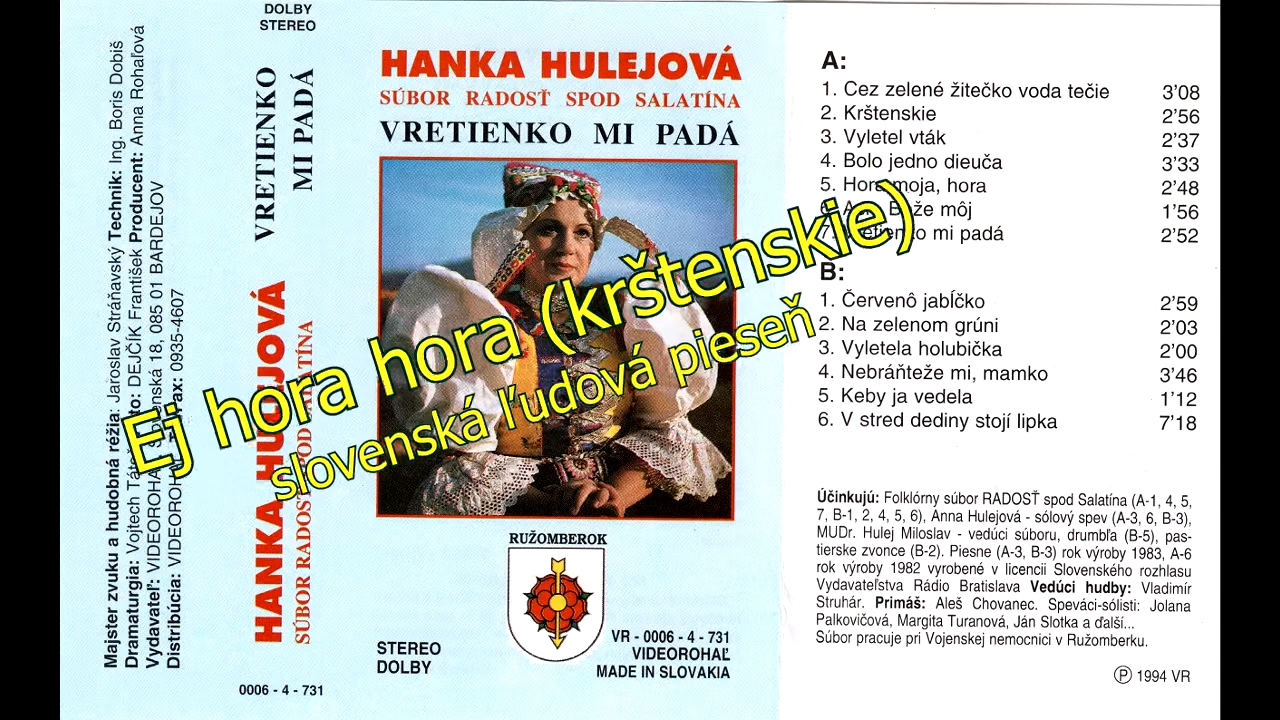 DOLBY
STEREO
Majster zvuku a hudobná réžia: Jaroslav Stráňavský Technik: Ing. Boris Dobiš
Dramaturgia: Vojtech DEJČÍK František Producent: Anna Rohaľová
Vydavateľ: VIDEOROHAĽ 18, 085 01 BARDEJOV
Distribúcia: VIDEOROHAĽ Fax: 0935-4607
VRETIENKO
MI PADÁ
HANKA HULEJOVÁ
SÚBOR RADOSŤ SPOD SALATÍNA
0006 - 4 - 731
HANKA HULEJOVÁ
SÚBOR RADOSŤ SPOD SALATÍNA
VRETIENKO MI PADÁ
Ej hora hora (krštenskie)
slovenská ľudová pieseň
RUŽOMBEROK
STEREO
DOLBY
VR - 0006 - 4 - 731
VIDEOROHAĽ
MADE IN SLOVAKIA
A:
1. Cez zelené žitečko voda tečie 3'08
2. Krštenskie 2'56
3. Vyletel vták 2'37
4. Bolo jedno dieuča 3'33
5. Hora moja, hora 2'48
6. môj 1'56
7. Vretienko mi padá 2'52
B:
1. Červenô jabĺčko 2'59
2. Na zelenom grúni 2'03
3. Vyletela holubička 2'00
4. Nebráňteže mi, mamko 3'46
5. Keby ja vedela 1'12
6. V stred dediny stojí lipka 7'18
Účinkujú: Folklórny súbor RADOSŤ spod Salatína (A-1, 4, 5,
7, B-1, 2, 4, 5, 6), Anna Hulejová - sólový spev (A-3, 6, B-3),
MUDr. Hulej Miloslav - vedúci súboru, drumbľa (B-5), pas-
tierske zvonce (B-2). Piesne (A-3, B-3) rok výroby 1983, A-6
rok výroby 1982 vyrobené v licencii Slovenského rozhlasu
Vydavateľstva Rádio Bratislava Vedúci hudby: Vladimír
Struhár. Primáš: Aleš Chovanec. Speváci-sólisti: Jolana
Palkovičová, Margita Turanová, Ján Slotka a ďalší...
Súbor pracuje pri Vojenskej nemocnici v Ružomberku.
Ⓟ 1994 VR